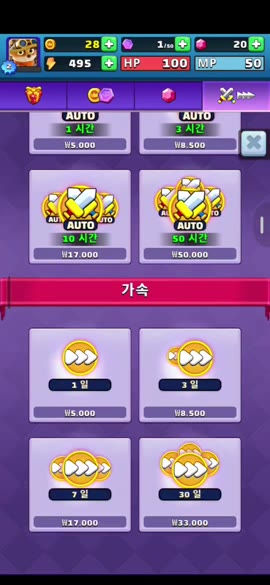 28
1/50
20
495
HP 100
MP 50
AUTO
AUTO
1 시간
3 시간
₩5.000
₩8.500
AUTO
AUTO
10 시간
50 시간
₩17.000
₩50.000
가속
1 일
3 일
₩5.000
₩8.500
7 일
30 일
₩17.000
₩33.000